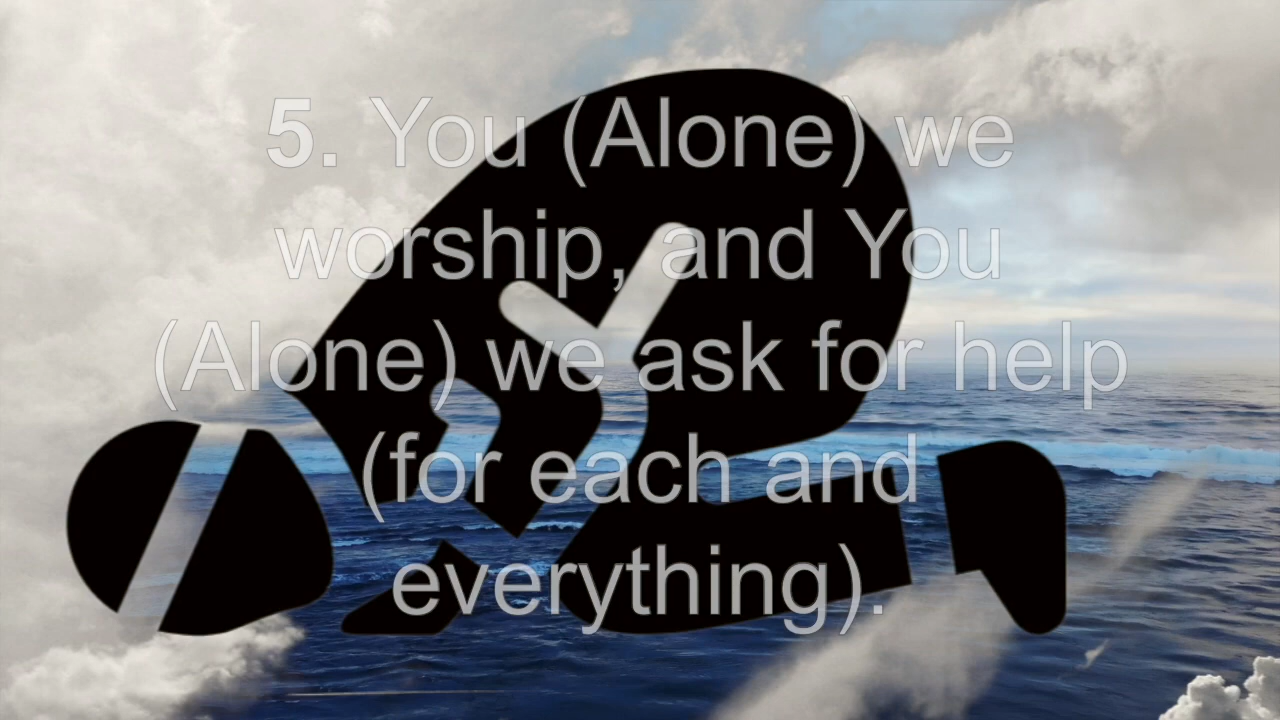 5. You (Alone) we
worship, and You
(Alone) we ask for help
(for each and
everything).